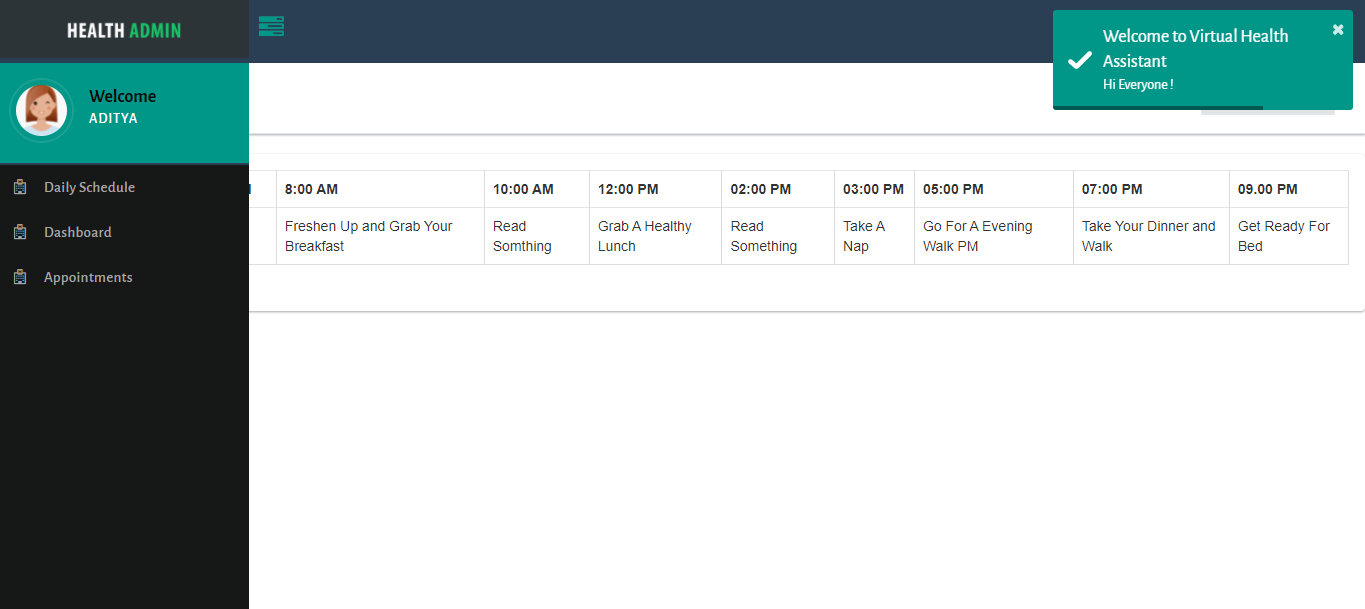 HEALTH ADMIN
Welcome to Virtual Health
Assistant
Hi Everyone !
Welcome
ADITYA
Daily Schedule
Dashboard
Appointments
8:00 AM 10:00 AM 12:00 PM 02:00 PM 03:00 PM 05:00 PM 07:00 PM 09.00 PM
Freshen Up and Grab Your Read Grab A Healthy Read Take A Go For A Evening Take Your Dinner and Get Ready For
Breakfast Somthing Lunch Something Nap Walk PM Walk Bed